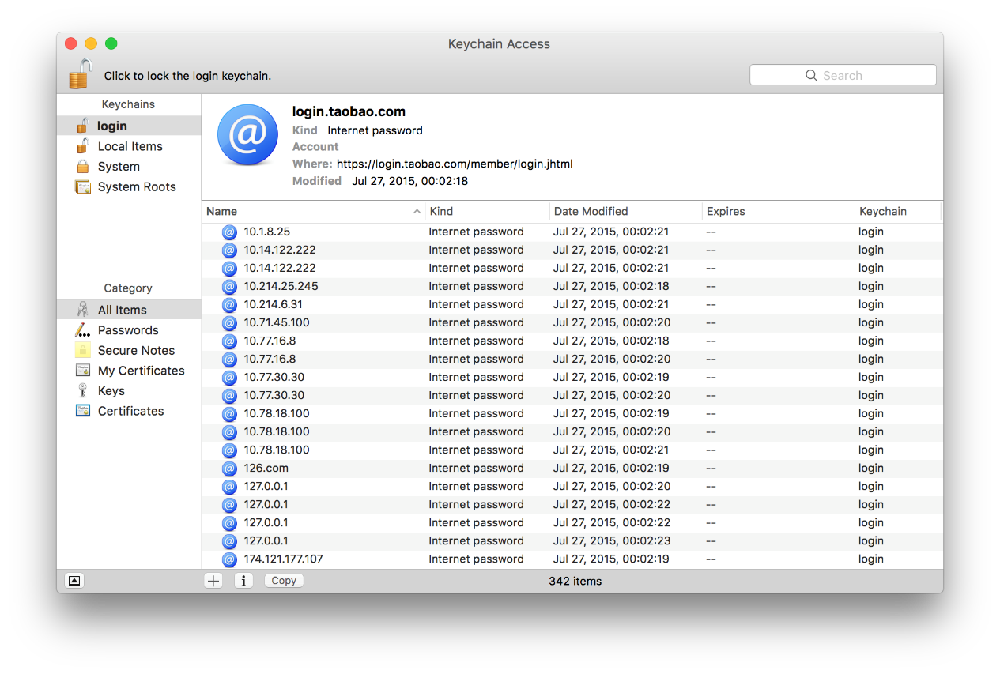 Keychain Access
Click to lock the login keychain.
Search
Keychains
login
Local Items
System
System Roots
Category
All Items
Passwords
Secure Notes
My Certificates
Keys
Certificates
login.taobao.com
Kind Internet password
Account
Where: https://login.taobao.com/member/login.jhtml
Modified Jul 27, 2015, 00:02:18
Name Kind Date Modified Expires Keychain
10.1.8.25 Internet password Jul 27, 2015, 00:02:21 -- login
10.14.122.222 Internet password Jul 27, 2015, 00:02:21 -- login
10.14.122.222 Internet password Jul 27, 2015, 00:02:21 -- login
10.214.25.245 Internet password Jul 27, 2015, 00:02:18 -- login
10.214.6.31 Internet password Jul 27, 2015, 00:02:21 -- login
10.71.45.100 Internet password Jul 27, 2015, 00:02:20 -- login
10.77.16.8 Internet password Jul 27, 2015, 00:02:18 -- login
10.77.16.8 Internet password Jul 27, 2015, 00:02:20 -- login
10.77.30.30 Internet password Jul 27, 2015, 00:02:19 -- login
10.77.30.30 Internet password Jul 27, 2015, 00:02:20 -- login
10.78.18.100 Internet password Jul 27, 2015, 00:02:19 -- login
10.78.18.100 Internet password Jul 27, 2015, 00:02:20 -- login
10.78.18.100 Internet password Jul 27, 2015, 00:02:21 -- login
126.com Internet password Jul 27, 2015, 00:02:19 -- login
127.0.0.1 Internet password Jul 27, 2015, 00:02:20 -- login
127.0.0.1 Internet password Jul 27, 2015, 00:02:22 -- login
127.0.0.1 Internet password Jul 27, 2015, 00:02:22 -- login
127.0.0.1 Internet password Jul 27, 2015, 00:02:23 -- login
174.121.177.107 Internet password Jul 27, 2015, 00:02:19 -- login
Copy
342 items